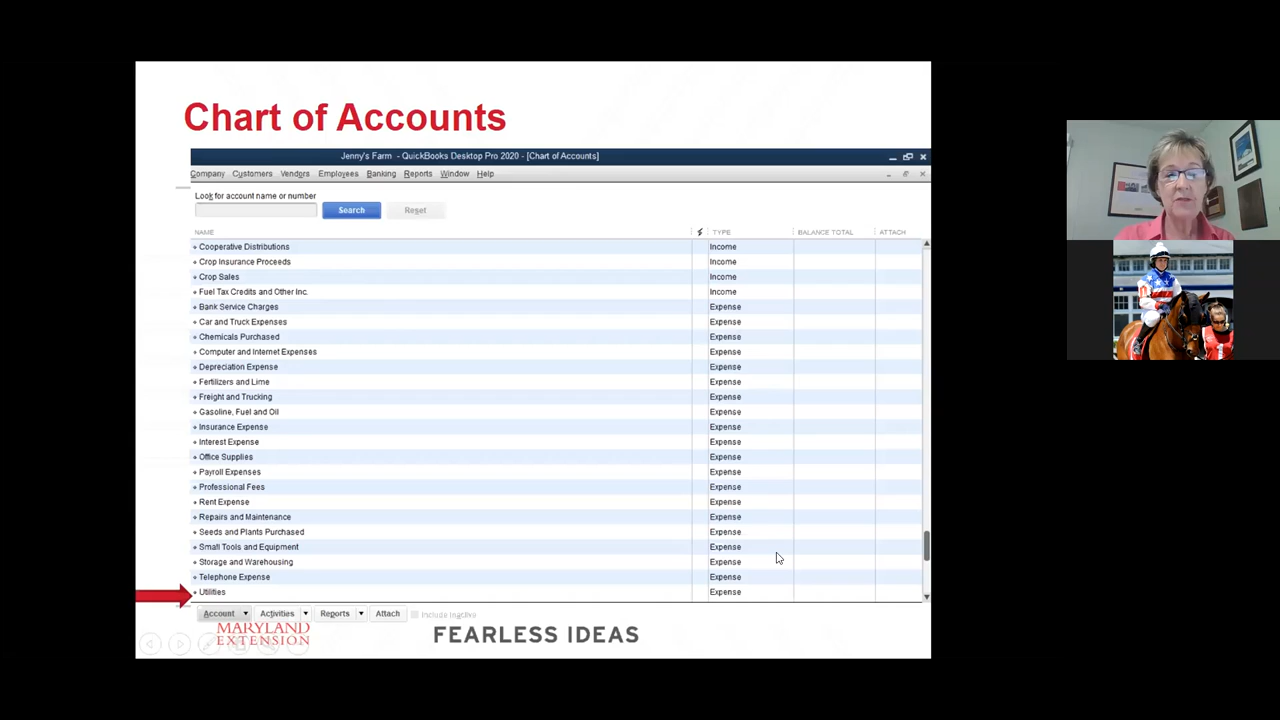 Chart of Accounts
Jenny's Farm - QuickBooks Desktop Pro 2020 - [Chart of Accounts]
Company Customers Vendors Employees Banking Reports Window Help
Look for account name or number
Search Reset
NAME TYPE BALANCE TOTAL ATTACH
Cooperative Distributions Income
Crop Insurance Proceeds Income
Crop Sales Income
Fuel Tax Credits and Other Inc. Income
Bank Service Charges Expense
Car and Truck Expenses Expense
Chemicals Purchased Expense
Computer and Internet Expenses Expense
Depreciation Expense Expense
Fertilizers and Lime Expense
Freight and Trucking Expense
Gasoline, Fuel and Oil Expense
Insurance Expense Expense
Interest Expense Expense
Office Supplies Expense
Payroll Expenses Expense
Professional Fees Expense
Rent Expense Expense
Repairs and Maintenance Expense
Seeds and Plants Purchased Expense
Small Tools and Equipment Expense
Storage and Warehousing Expense
Telephone Expense Expense
Utilities Expense
Account Activities Reports Attach Include inactive
MARYLAND
EXTENSION
FEARLESS IDEAS
1